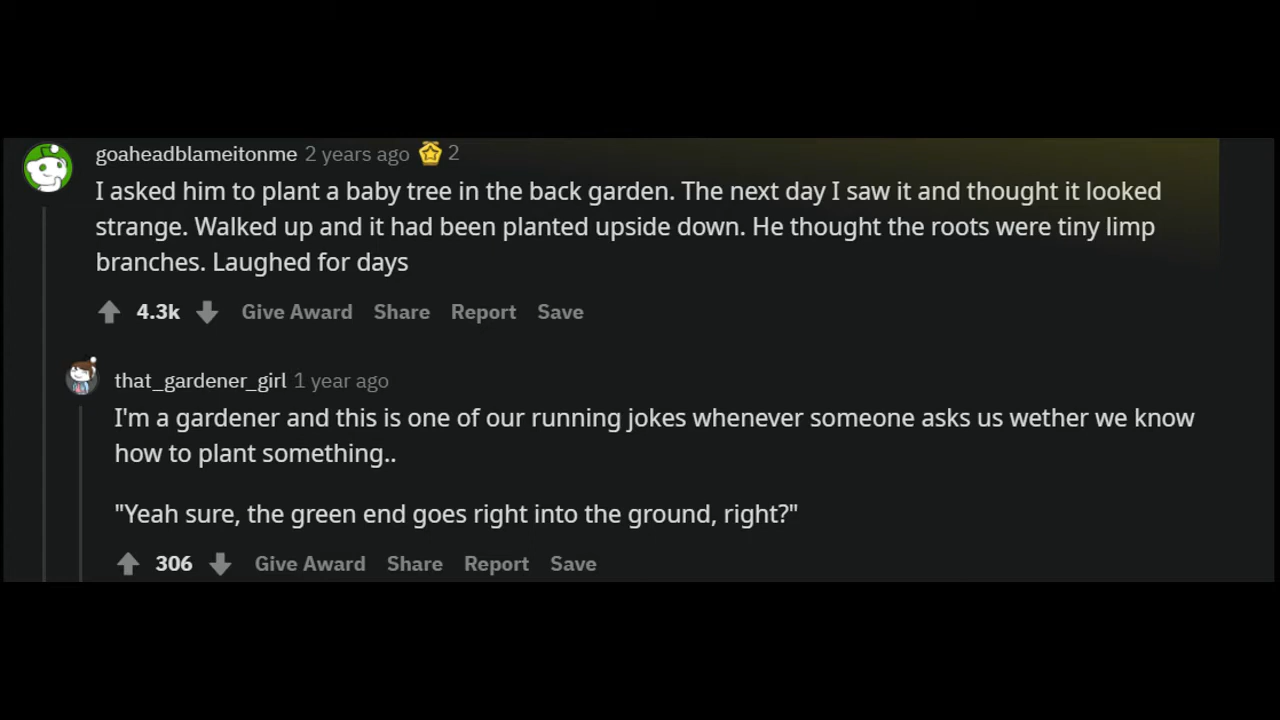 goaheadblameitonme 2 years ago 2
I asked him to plant a baby tree in the back garden. The next day I saw it and thought it looked
strange. Walked up and it had been planted upside down. He thought the roots were tiny limp
branches. Laughed for days
4.3k Give Award Share Report Save
that_gardener_girl 1 year ago
I'm a gardener and this is one of our running jokes whenever someone asks us wether we know
how to plant something..
"Yeah sure, the green end goes right into the ground, right?"
306 Give Award Share Report Save